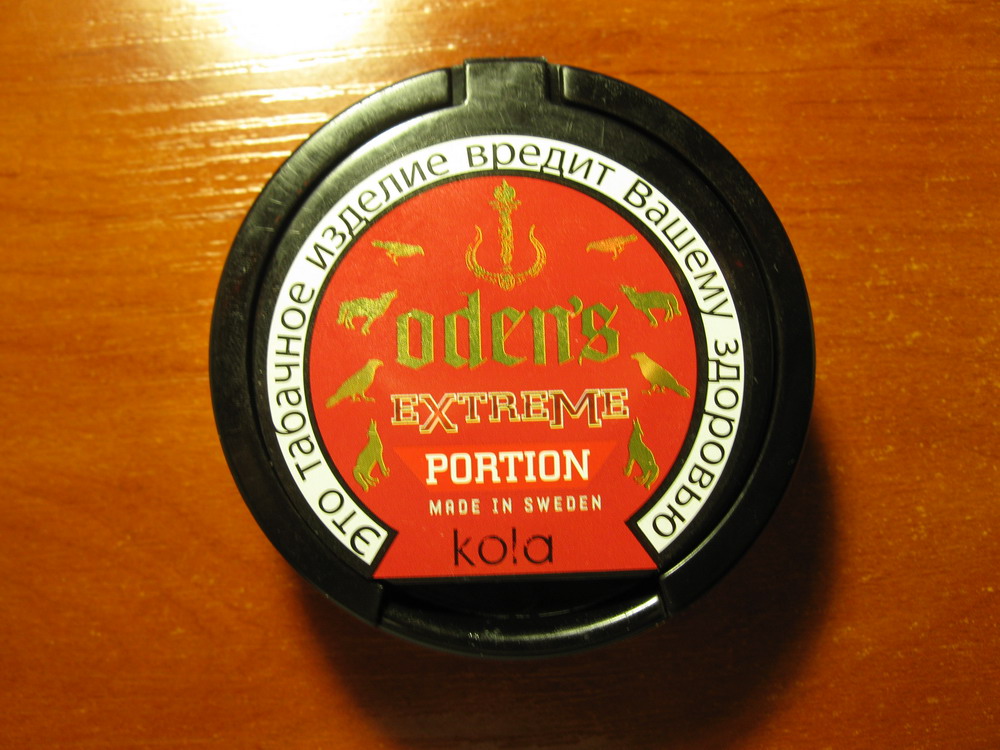 Это табачное изделие вредит Вашему здоровью
oden's
EXTREME
PORTION
MADE IN SWEDEN
kola